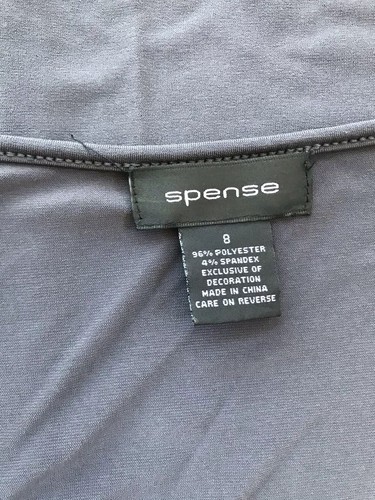 spense
8
96% POLYESTER
4% SPANDEX
EXCLUSIVE OF
DECORATION
MADE IN CHINA
CARE ON REVERSE